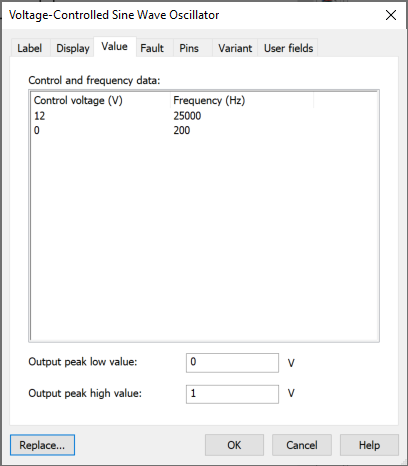 Voltage-Controlled Sine Wave Oscillator
Label Display Value Fault Pins Variant User fields
Control and frequency data:
Control voltage (V) Frequency (Hz)
12 25000
0 200
Output peak low value: 0 V
Output peak high value: 1 V
Replace... OK Cancel Help